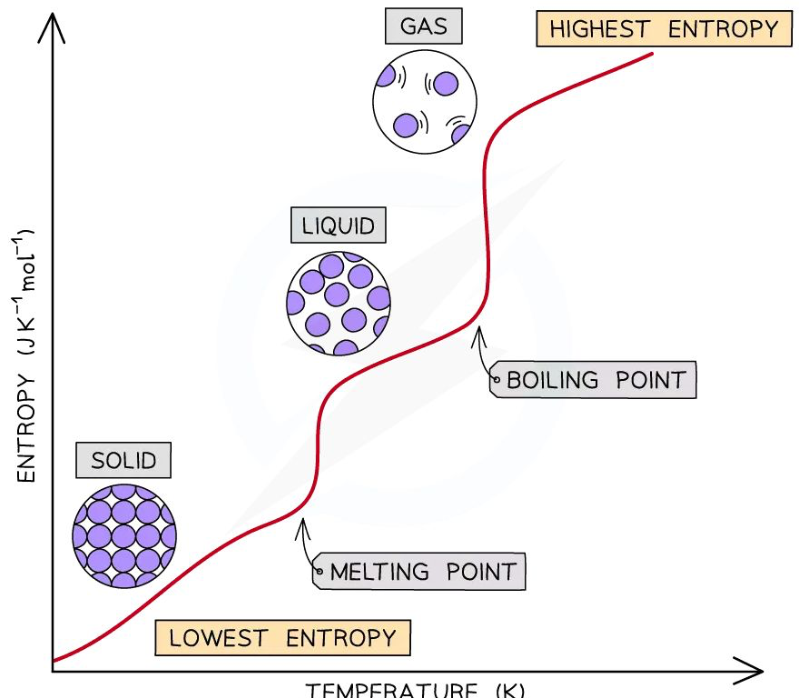 GAS
HIGHEST ENTROPY
LIQUID
ENTROPY (J K⁻¹ mol⁻¹)
BOILING POINT
SOLID
MELTING POINT
LOWEST ENTROPY
TEMPERATURE (K)